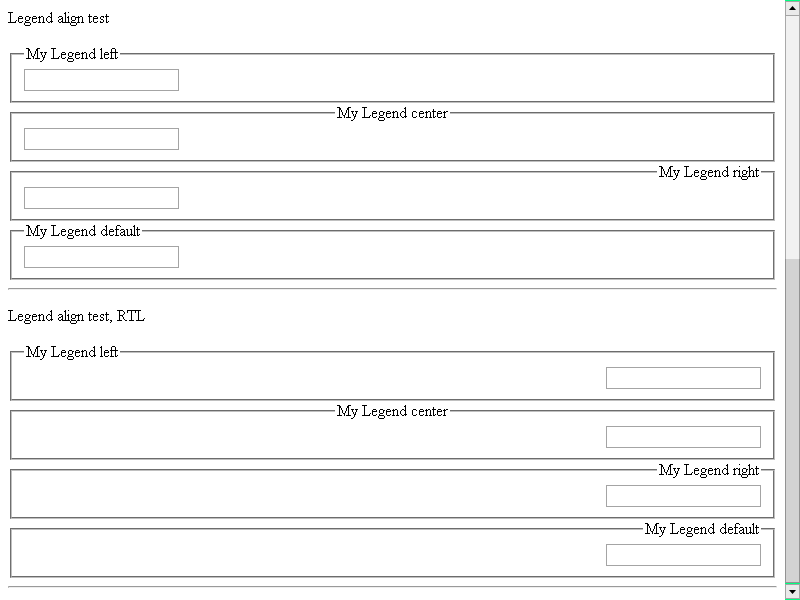 Legend align test
My Legend left
My Legend center
My Legend right
My Legend default
Legend align test, RTL
My Legend left
My Legend center
My Legend right
My Legend default